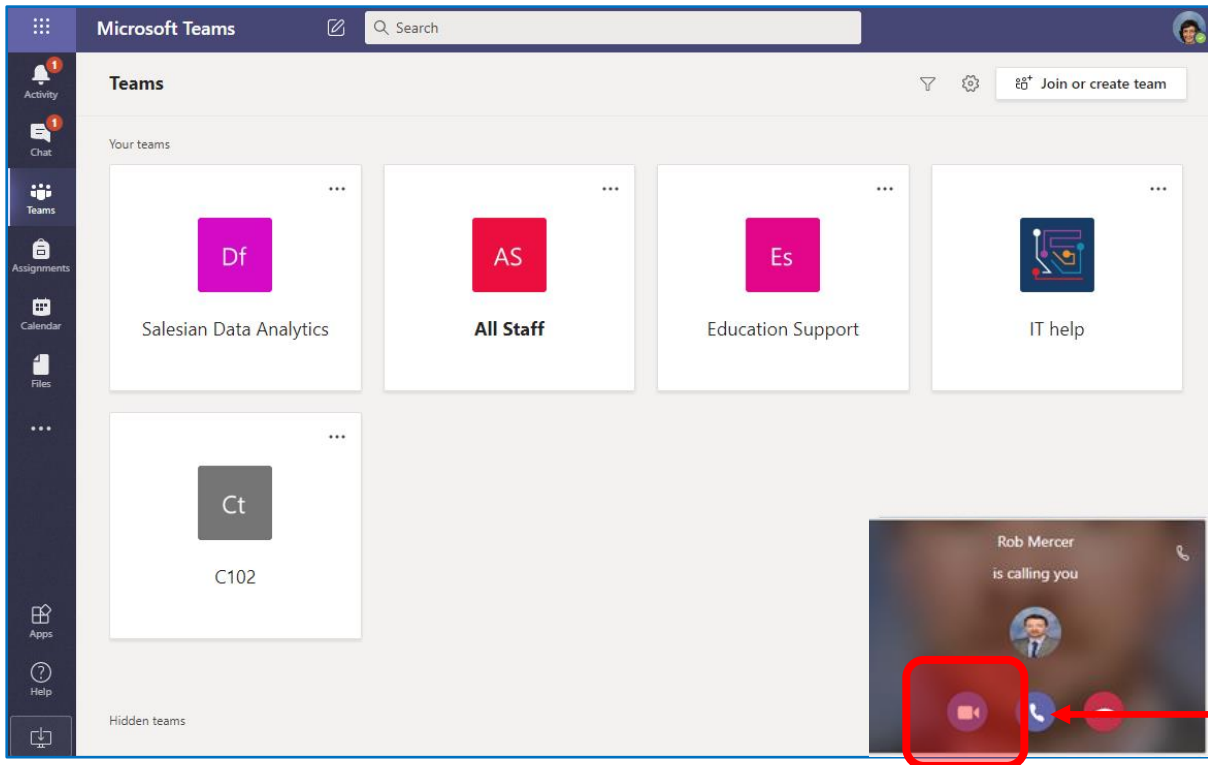 Microsoft Teams
Search
Activity
1
Chat
1
Teams
Assignments
Calendar
Files
Apps
Help
Teams
Join or create team
Your teams
Df
Salesian Data Analytics
AS
All Staff
Es
Education Support
IT help
Ct
C102
Hidden teams
Rob Mercer
is calling you